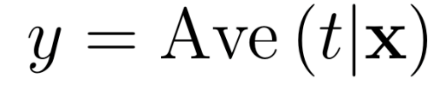 y = Ave (t|x)